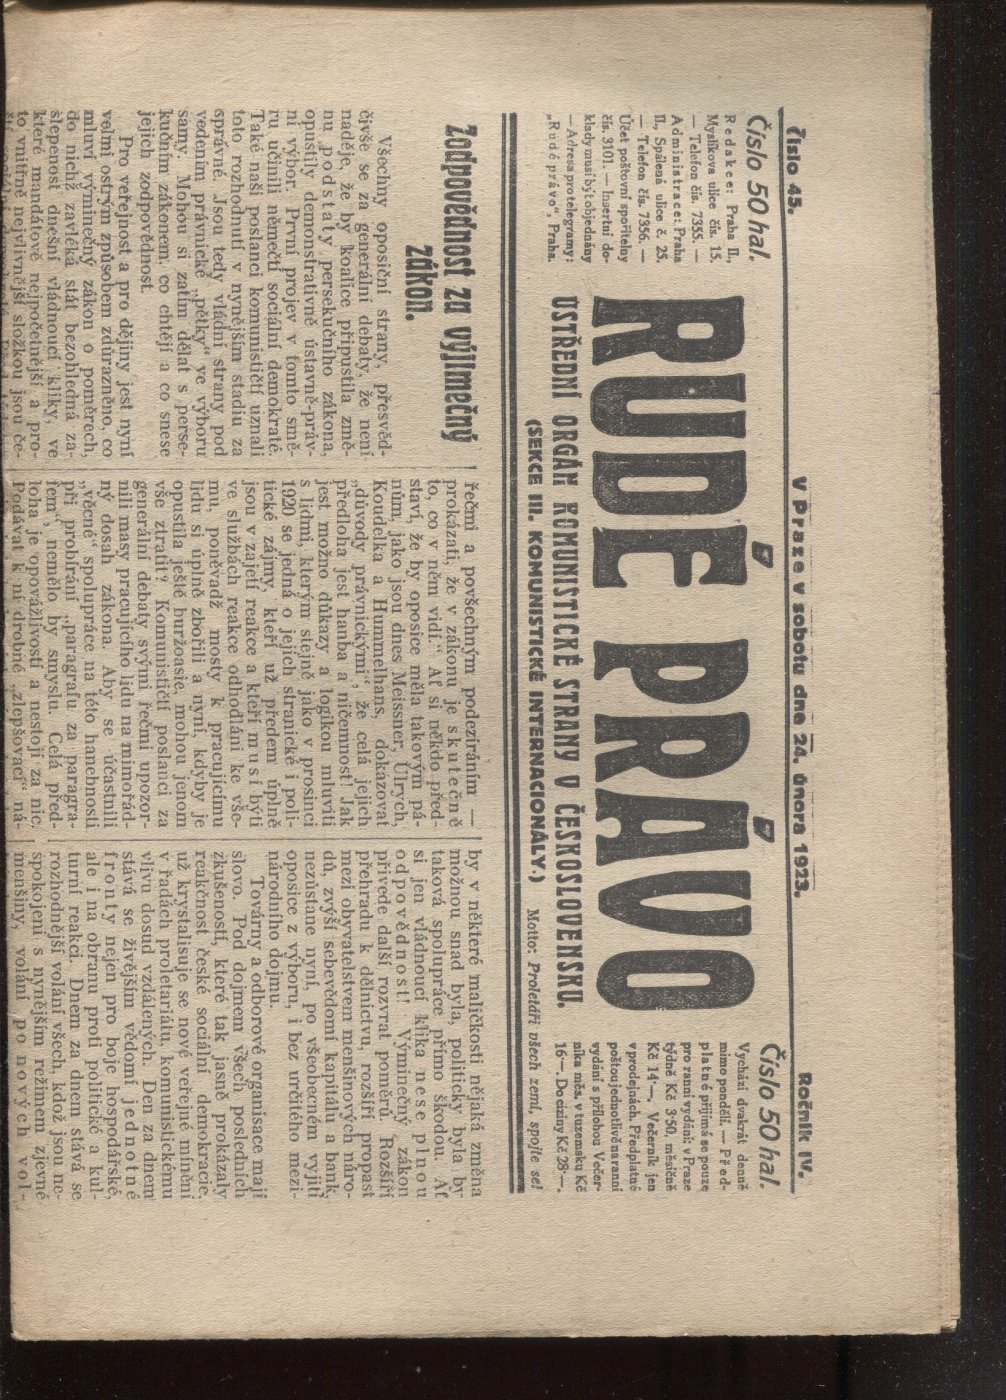 Číslo 45.
V Praze v sobotu dne 24. února 1923.
Ročník IV.
Číslo 50 hal.
Redakce: Praha II.,
Myslíkova ulice čís. 15.
— Telefon čís. 7355. —
Administrace: Praha
II., Spálená ulice č. 25.
— Telefon čís. 7356. —
Účet poštovní spořitelny
čís. 3101. — Insertní do-
klady musí být objednány
— Adresa pro telegramy:
„Rudé právo“, Praha.
RUDÉ PRÁVO
ÚSTŘEDNÍ ORGÁN KOMUNISTICKÉ STRANY V ČESKOSLOVENSKU.
(SEKCE III. KOMUNISTICKÉ INTERNACIONÁLY.)
Motto: Proletáři všech zemí, spojte se!
Číslo 50 hal.
Vychází dvakrát denně
mimo pondělí. — Před-
platné přijímá se pouze
pro ranní vydání: v Praze
týdně Kč 3·50, měsíčně
Kč 14—, Večerník jen
v prodejnách. Předplatné
poštou jednotlivě na ranní
vydání s přílohou Večer-
níka měs. v tuzemsku Kč
16—. Do ciziny Kč 28—.
Zodpovědnost za výjimečný
zákon.
Všechny oposiční strany, přesvěd-
čivše se za generální debaty, že není
naděje, že by koalice připustila změ-
nu podstaty persekučního zákona,
opustily demonstrativně ústavně-práv-
ní výbor. První projev v tomto smě-
ru učinili němečtí sociální demokraté.
Také naši poslanci komunističtí uznali
toto rozhodnutí v nynějším stadiu za
správné. Jsou tedy vládní strany pod
vedením právnické „pětky“ ve výboru
samy. Mohou si zatím dělat s perse-
kučním zákonem, co chtějí a co snese
jejich zodpovědnost.
Pro veřejnost a pro dějiny jest nyní
velmi ostrým způsobem zdůrazněno, co
mluví výminečný zákon o poměrech,
do nichž zavléká stát bezohledná za-
slepenost dnešní vládnoucí kliky, ve
které mandátově nejpočetnější a pro-
to vnitřně nejvlivnější složkou jsou če-
řečmi a povšechným podezíráním —
prokázati, že v zákonu je skutečně
to, co v něm vidí.“ Ať si někdo před-
staví, že by oposice měla takovým pá-
nům, jako jsou dnes Meissner, Ulrych,
Koudelka a Hummelhans, dokazovat
„důvody právnickými“, že celá jejich
předloha jest hanba a ničemnost! Jak
jest možno důkazy a logikou mluviti
s lidmi, kterým stejně jako v prosinci
1920 se jedná o jejich stranické i poli-
tické zájmy, kteří už předem úplně
jsou v zajetí reakce a kteří musí býti
ve službách reakce odhodláni ke vše-
mu, poněvadž mosty k pracujícímu
lidu si úplně zbořili a nyní, kdyby je
opustila ještě buržoasie, mohou jenom
vše ztratit? Komunističtí poslanci za
generální debaty svými řečmi upozor-
nili masy pracujícího lidu na mimořád-
ný dosah zákona. Aby se účastnili
„věcné“ spolupráce na této hanebnosti
při probírání „paragrafu za paragra-
fem“, nemělo by smyslu. Celá před-
loha je opovážlivostí a nestojí za nic.
Podávat k ní drobné „zlepšovací“ ná-
by v některé maličkosti nějaká změna
možnou snad byla, politicky byla by
taková spolupráce přímo škodou. Ať
si jen vládnoucí klika nese plnou
odpovědnost! Výminečný zákon
přivede další rozvrat poměrů. Rozšíří
přehradu k dělnictvu, rozšíří propast
mezi obyvatelstvem menšinových náro-
dů, zvýší sebevědomí kapitálu a bank,
nezůstane nyní, po všeobecném vyjití
oposice z výboru, i bez určitého mezi-
národního dojmu.
Továrny a odborové organisace mají
slovo. Pod dojmem všech posledních
zkušeností, které tak jasně prokázaly
reakčnost české sociální demokracie,
už krystalisuje se nové veřejné mínění
v řadách proletariátu, komunistickému
vlivu dosud vzdálených. Den za dnem
stává se živějším vědomí jednotné
fronty nejen pro boje hospodářské,
ale i na obranu proti politické a kul-
turní reakci. Dnem za dnem stává se
rozhodnější volání všech, kdož jsou ne-
spokojeni s nynějším režimem zjevné
menšiny, volání po nových vol-